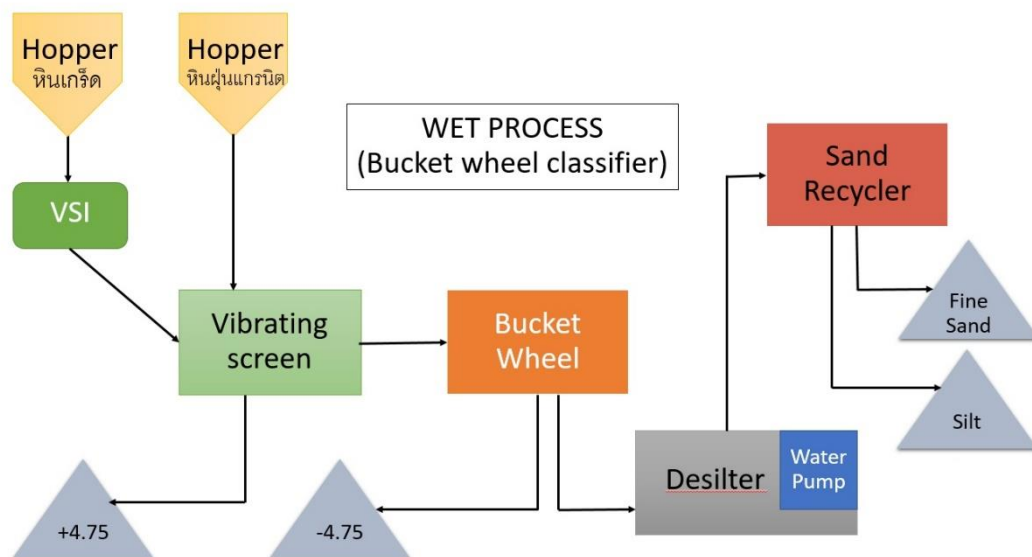 Hopper
หินเกร็ด
Hopper
หินฝุ่นแกรนิต
WET PROCESS
(Bucket wheel classifier)
Sand
Recycler
VSI
Vibrating
screen
Bucket
Wheel
Fine
Sand
Silt
Desilter
Water
Pump
+4.75
-4.75